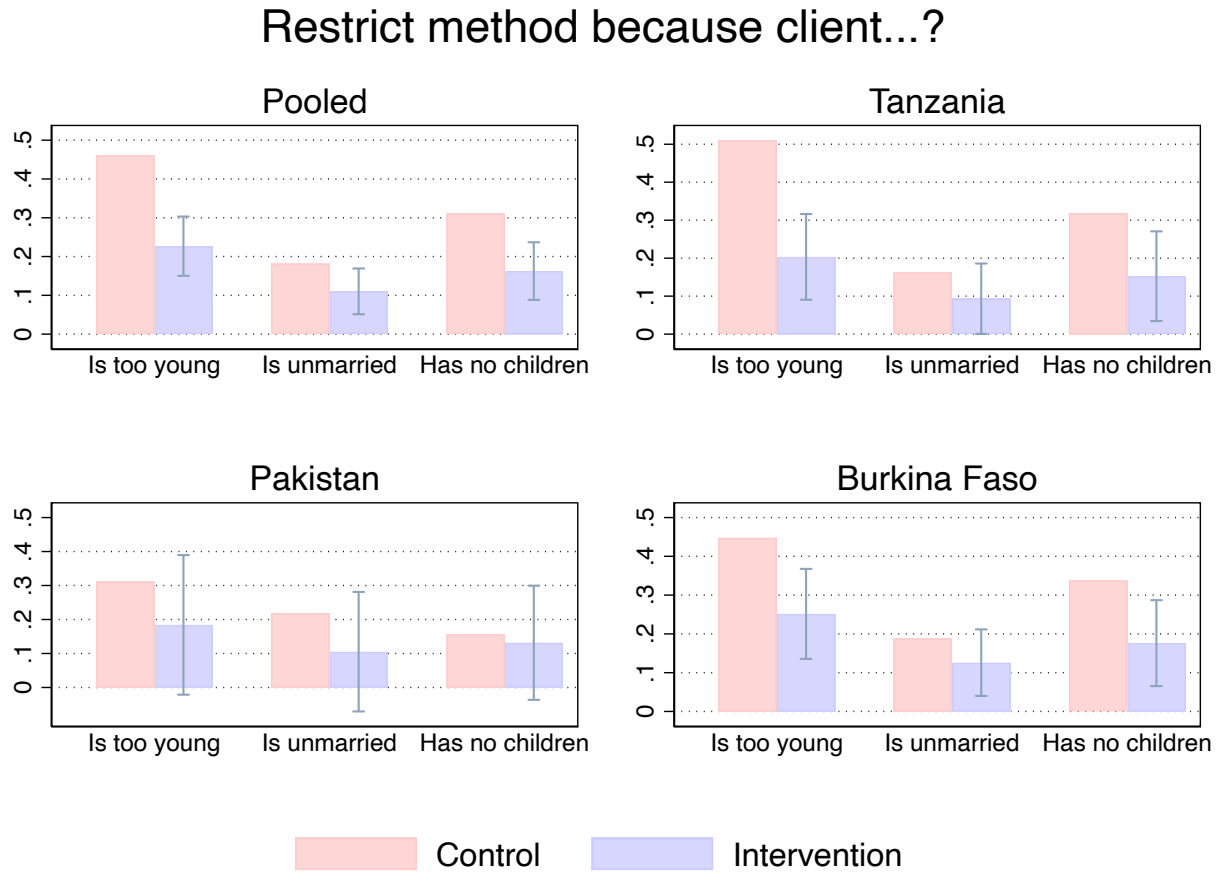 Restrict method because client...?
Pooled
.5
.4
.3
.2
.1
0
Is too young Is unmarried Has no children
Tanzania
.5
.4
.3
.2
.1
0
Is too young Is unmarried Has no children
Pakistan
.5
.4
.3
.2
.1
0
Is too young Is unmarried Has no children
Burkina Faso
.5
.4
.3
.2
.1
0
Is too young Is unmarried Has no children
Control Intervention